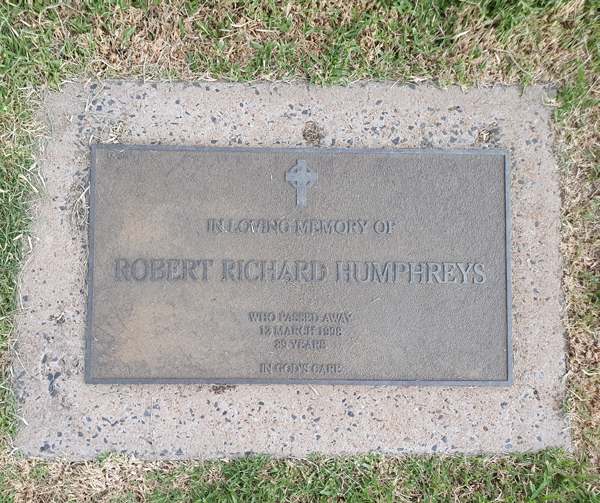 IN LOVING MEMORY OF
ROBERT RICHARD HUMPHREYS
WHO PASSED AWAY
MARCH
YEARS
IN GOD'S CARE